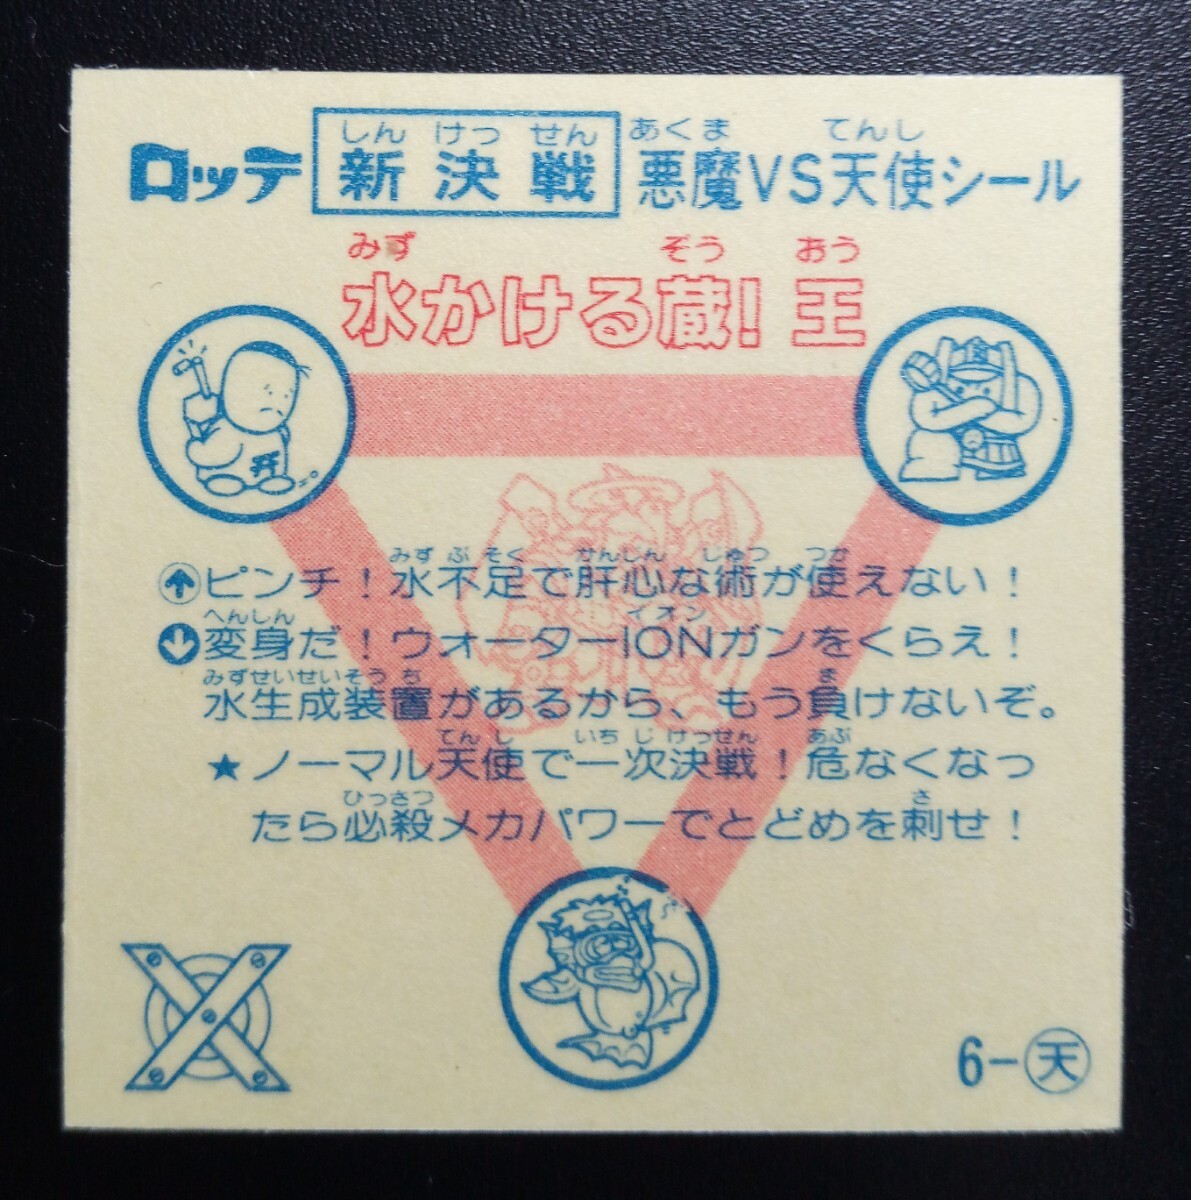 しん けっ せん あくま てんし
ロッテ 新決戦 悪魔VS天使シール
みず ぞう おう
水かける蔵!王
みずぶそく かんじん じゅつ つか
↑ピンチ!水不足で肝心な術が使えない!
へんしん イオン
↓変身だ!ウォーターIONガンをくらえ!
みずせいせいそうち ま
水生成装置があるから、もう負けないぞ。
てんし いちじけっせん あぶ
★ノーマル天使で一次決戦!危なくなっ
ひっさつ さ
たら必殺メカパワーでとどめを刺せ!
6-天